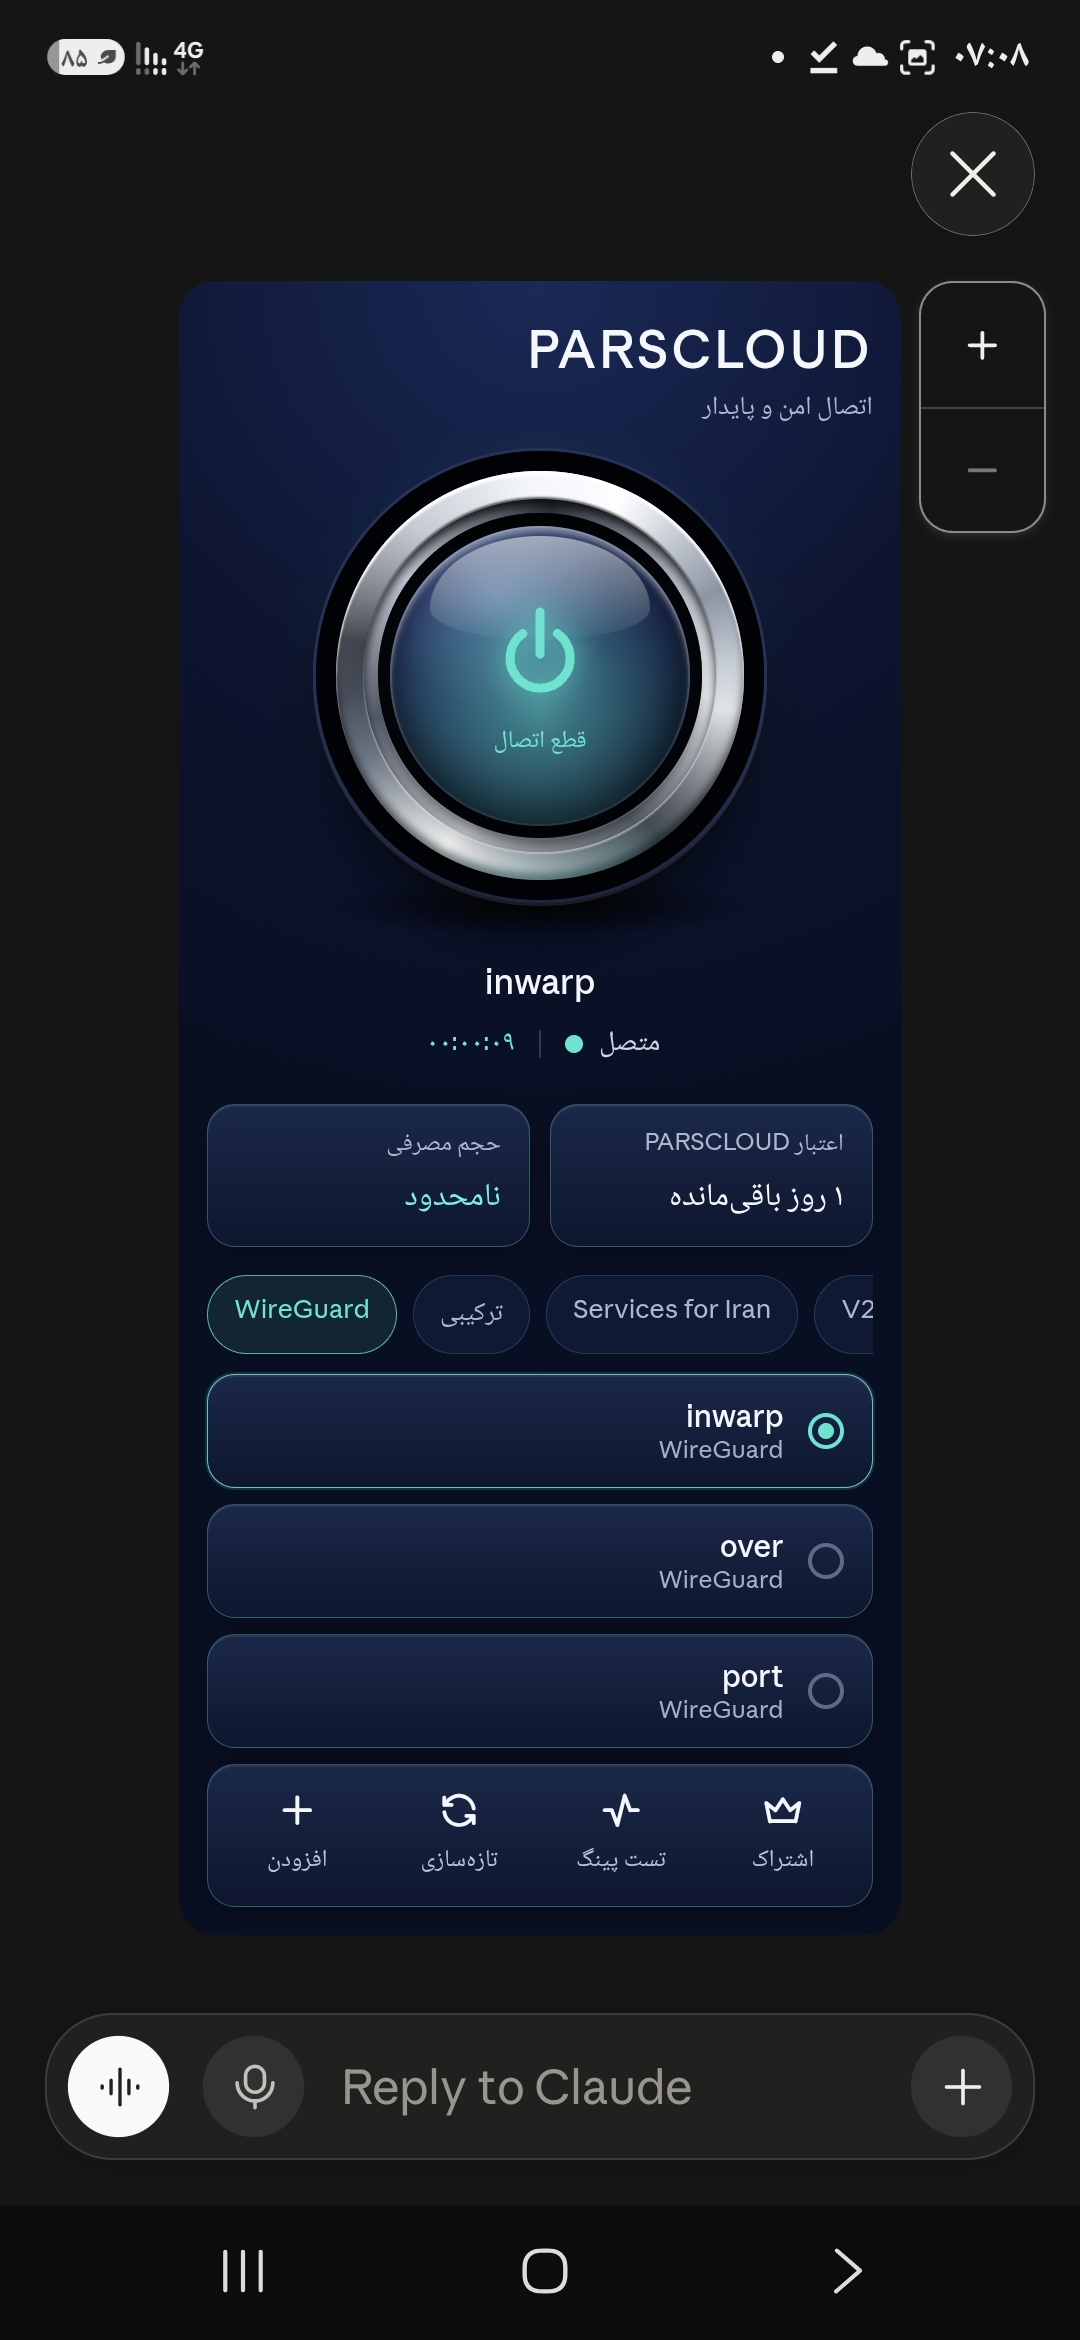 ۰۷:۰۸
4G
۸۵
PARSCLOUD
اتصال امن و پایدار
قطع اتصال
inwarp
متصل
۰۰:۰۰:۰۹
اعتبار PARSCLOUD
۱ روز باقی‌مانده
حجم مصرفی
نامحدود
WireGuard
ترکیبی
Services for Iran
V2
inwarp
WireGuard
over
WireGuard
port
WireGuard
اشتراک
تست پینگ
تازه‌سازی
افزودن
Reply to Claude